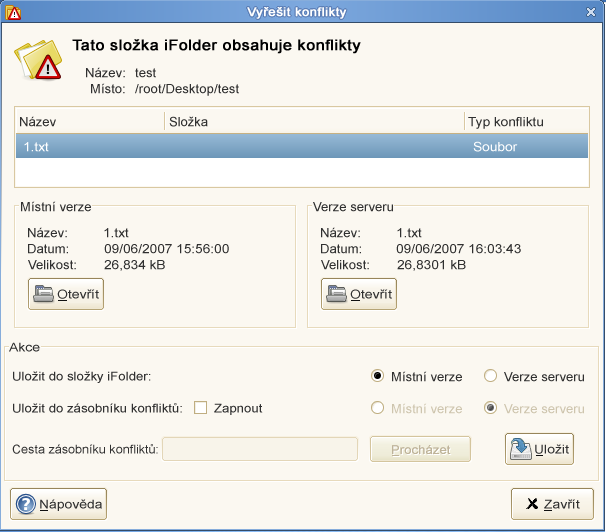 Vyřešit konflikty
Tato složka iFolder obsahuje konflikty
Název: test
Místo: /root/Desktop/test
Název Složka Typ konfliktu
1.txt Soubor
Místní verze Verze serveru
Název: 1.txt Název: 1.txt
Datum: 09/06/2007 15:56:00 Datum: 09/06/2007 16:03:43
Velikost: 26,834 kB Velikost: 26,8301 kB
Otevřít Otevřít
Akce
Uložit do složky iFolder: Místní verze Verze serveru
Uložit do zásobníku konfliktů: Zapnout Místní verze Verze serveru
Cesta zásobníku konfliktů: Procházet Uložit
Nápověda Zavřít